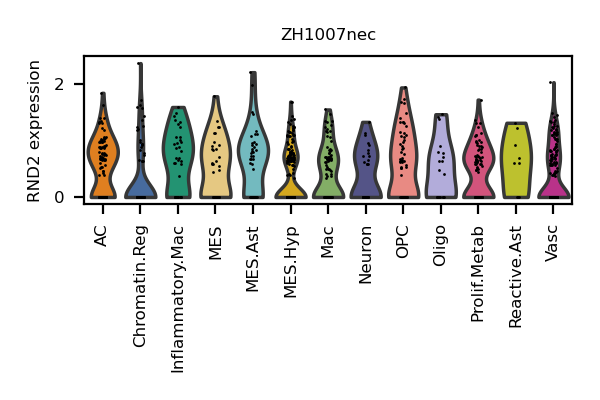 ZH1007nec
RND2 expression
2
0
AC
Chromatin.Reg
Inflammatory.Mac
MES
MES.Ast
MES.Hyp
Mac
Neuron
OPC
Oligo
Prolif.Metab
Reactive.Ast
Vasc